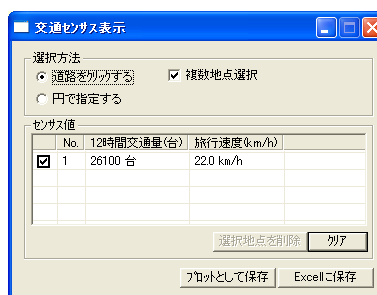 交通センサス表示
選択方法
道路をクリックする
複数地点選択
円で指定する
センサス値
No. 12時間交通量(台) 旅行速度(km/h)
1 26100 台 22.0 km/h
選択地点を削除 クリア
プロットとして保存 Excelに保存